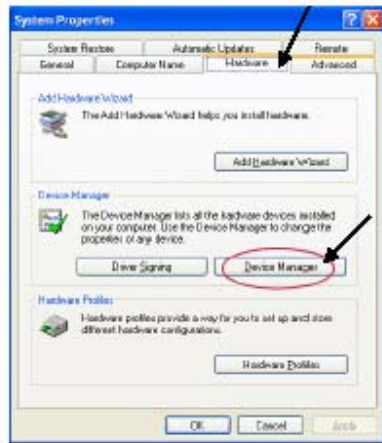 System Properties
System Restore Automatic Updates Remote
General Computer Name Hardware Advanced
Add Hardware Wizard
The Add Hardware Wizard helps you install hardware.
Add Hardware Wizard
Device Manager
The Device Manager lists all the hardware devices installed
on your computer. Use the Device Manager to change the
properties of any device.
Driver Signing Device Manager
Hardware Profiles
Hardware profiles provide a way for you to set up and store
different hardware configurations.
Hardware Profiles
OK Cancel Apply